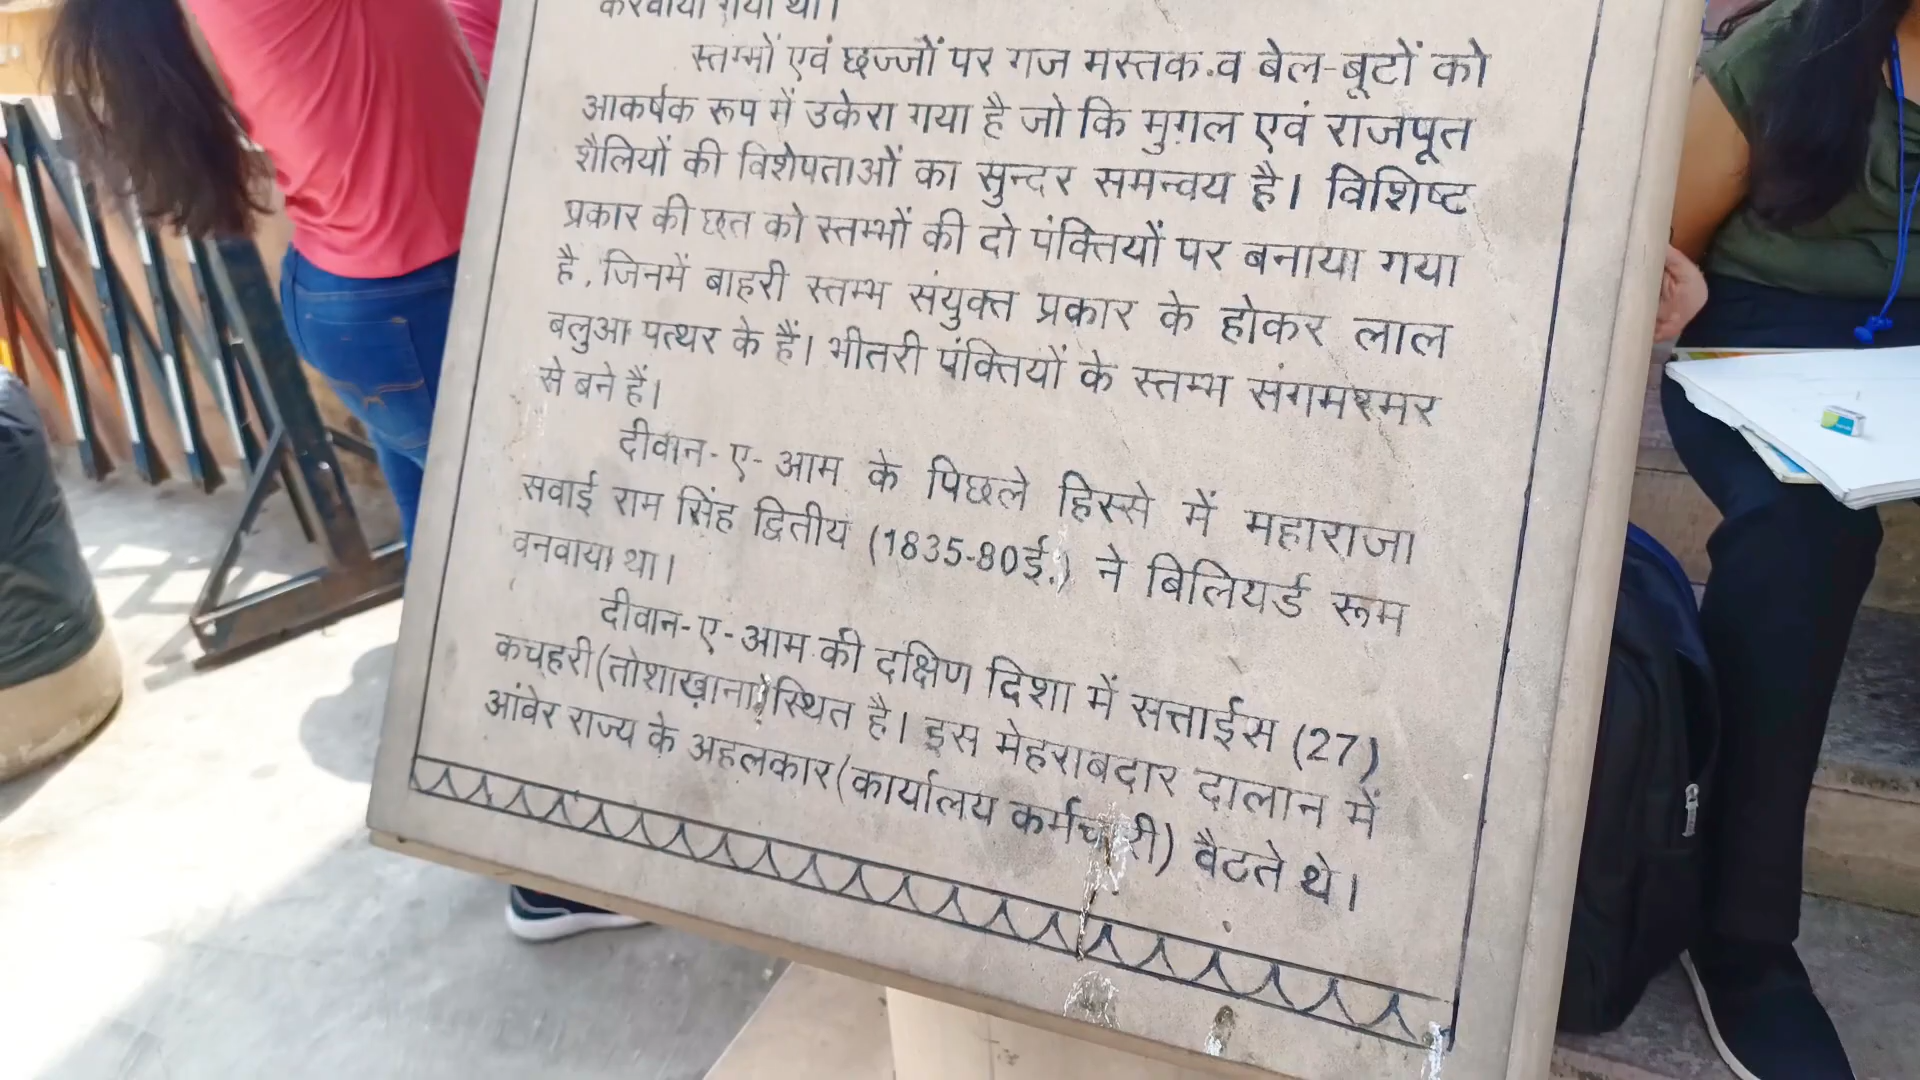 करवाया गया था।
स्तम्भों एवं छज्जों पर गज मस्तक व बेल-बूटों को
आकर्षक रूप में उकेरा गया है जो कि मुग़ल एवं राजपूत
शैलियों की विशेषताओं का सुन्दर समन्वय है। विशिष्ट
प्रकार की छत को स्तम्भों की दो पंक्तियों पर बनाया गया
है, जिनमें बाहरी स्तम्भ संयुक्त प्रकार के होकर लाल
बलुआ पत्थर के हैं। भीतरी पंक्तियों के स्तम्भ संगमरमर
से बने हैं।
दीवान-ए-आम के पिछले हिस्से में महाराजा
सवाई राम सिंह द्वितीय (1835-80ई.) ने बिलियर्ड रूम
वनवाया था।
दीवान-ए-आम की दक्षिण दिशा में सत्ताईस (27)
कचहरी(तोशाख़ाना) स्थित है। इस मेहराबदार दालान में
आंवेर राज्य के अहलकार(कार्यालय कर्मचारी) बैटते थे।